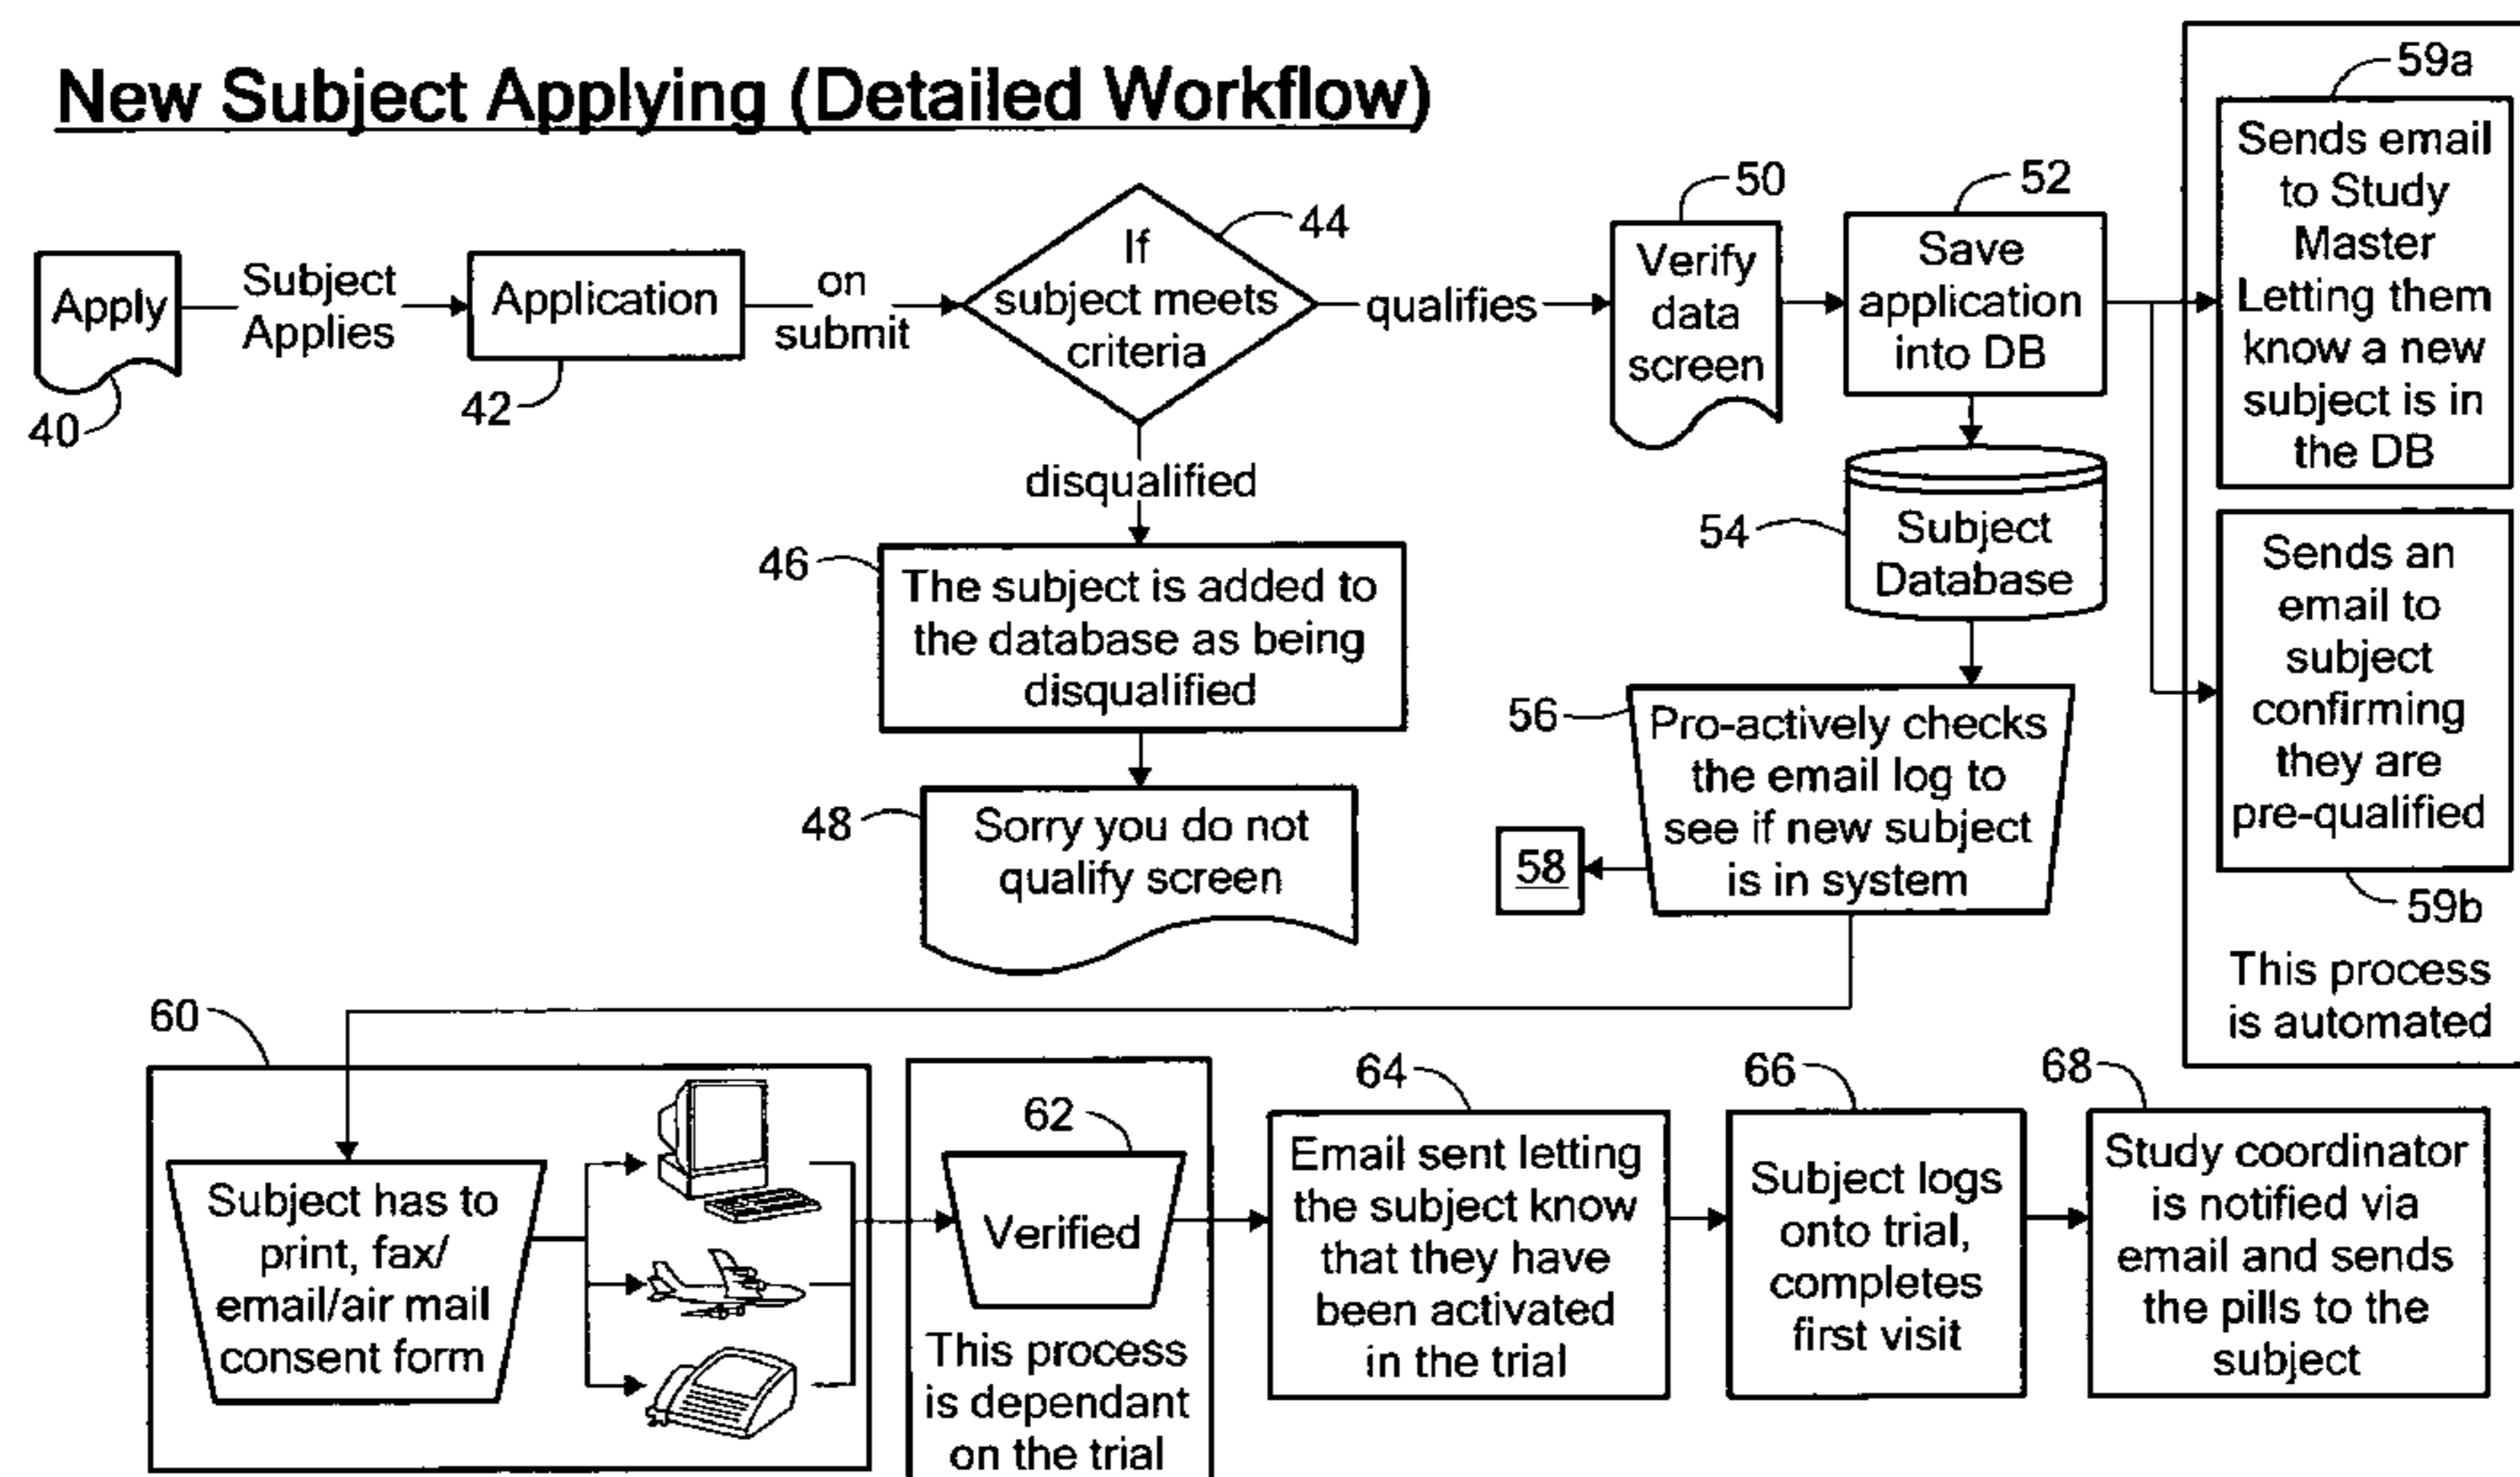 New Subject Applying (Detailed Workflow)
Apply
40
Subject
Applies
Application
42
on
submit
If
subject meets
criteria
44
qualifies
disqualified
46
The subject is added to
the database as being
disqualified
48
Sorry you do not
qualify screen
50
Verify
data
screen
52
Save
application
into DB
54
Subject
Database
56
Pro-actively checks
the email log to
see if new subject
is in system
58
59a
Sends email
to Study
Master
Letting them
know a new
subject is in
the DB
Sends an
email to
subject
confirming
they are
pre-qualified
59b
This process
is automated
60
Subject has to
print, fax/
email/air mail
consent form
62
Verified
This process
is dependant
on the trial
64
Email sent letting
the subject know
that they have
been activated
in the trial
66
Subject logs
onto trial,
completes
first visit
68
Study coordinator
is notified via
email and sends
the pills to the
subject